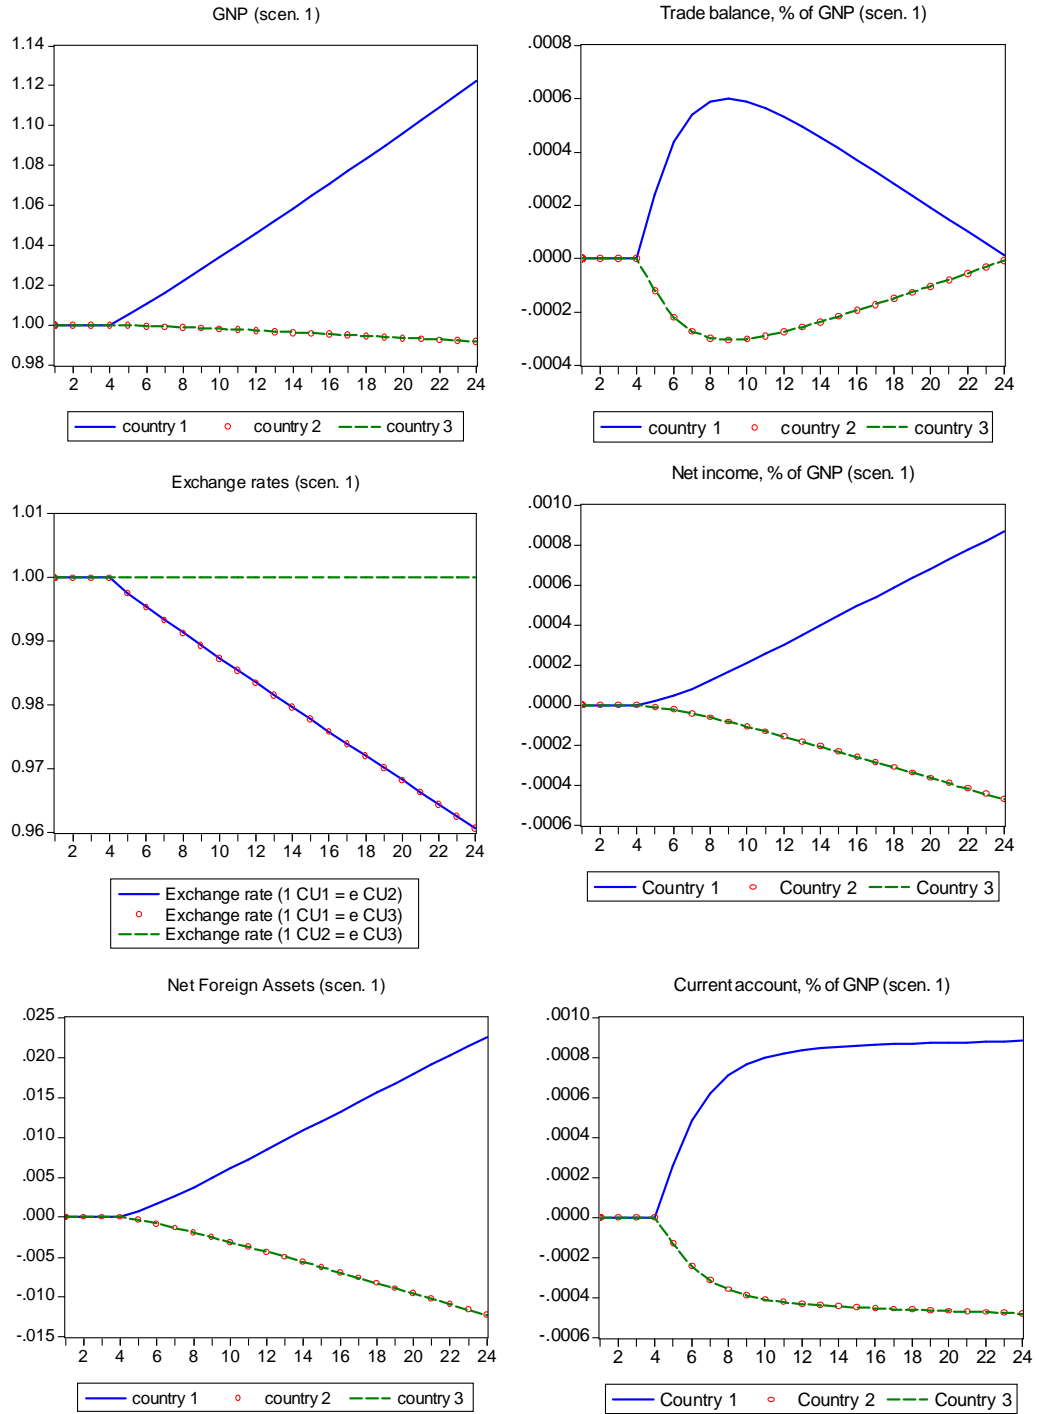 GNP (scen. 1)
1.14
1.12
1.10
1.08
1.06
1.04
1.02
1.00
0.98
2 4 6 8 10 12 14 16 18 20 22 24
country 1 country 2 country 3
Trade balance, % of GNP (scen. 1)
.0008
.0006
.0004
.0002
.0000
-.0002
-.0004
2 4 6 8 10 12 14 16 18 20 22 24
country 1 country 2 country 3
Exchange rates (scen. 1)
1.01
1.00
0.99
0.98
0.97
0.96
2 4 6 8 10 12 14 16 18 20 22 24
Exchange rate (1 CU1 = e CU2)
Exchange rate (1 CU1 = e CU3)
Exchange rate (1 CU2 = e CU3)
Net income, % of GNP (scen. 1)
.0010
.0008
.0006
.0004
.0002
.0000
-.0002
-.0004
-.0006
2 4 6 8 10 12 14 16 18 20 22 24
Country 1 Country 2 Country 3
Net Foreign Assets (scen. 1)
.025
.020
.015
.010
.005
.000
-.005
-.010
-.015
2 4 6 8 10 12 14 16 18 20 22 24
country 1 country 2 country 3
Current account, % of GNP (scen. 1)
.0010
.0008
.0006
.0004
.0002
.0000
-.0002
-.0004
-.0006
2 4 6 8 10 12 14 16 18 20 22 24
Country 1 Country 2 Country 3